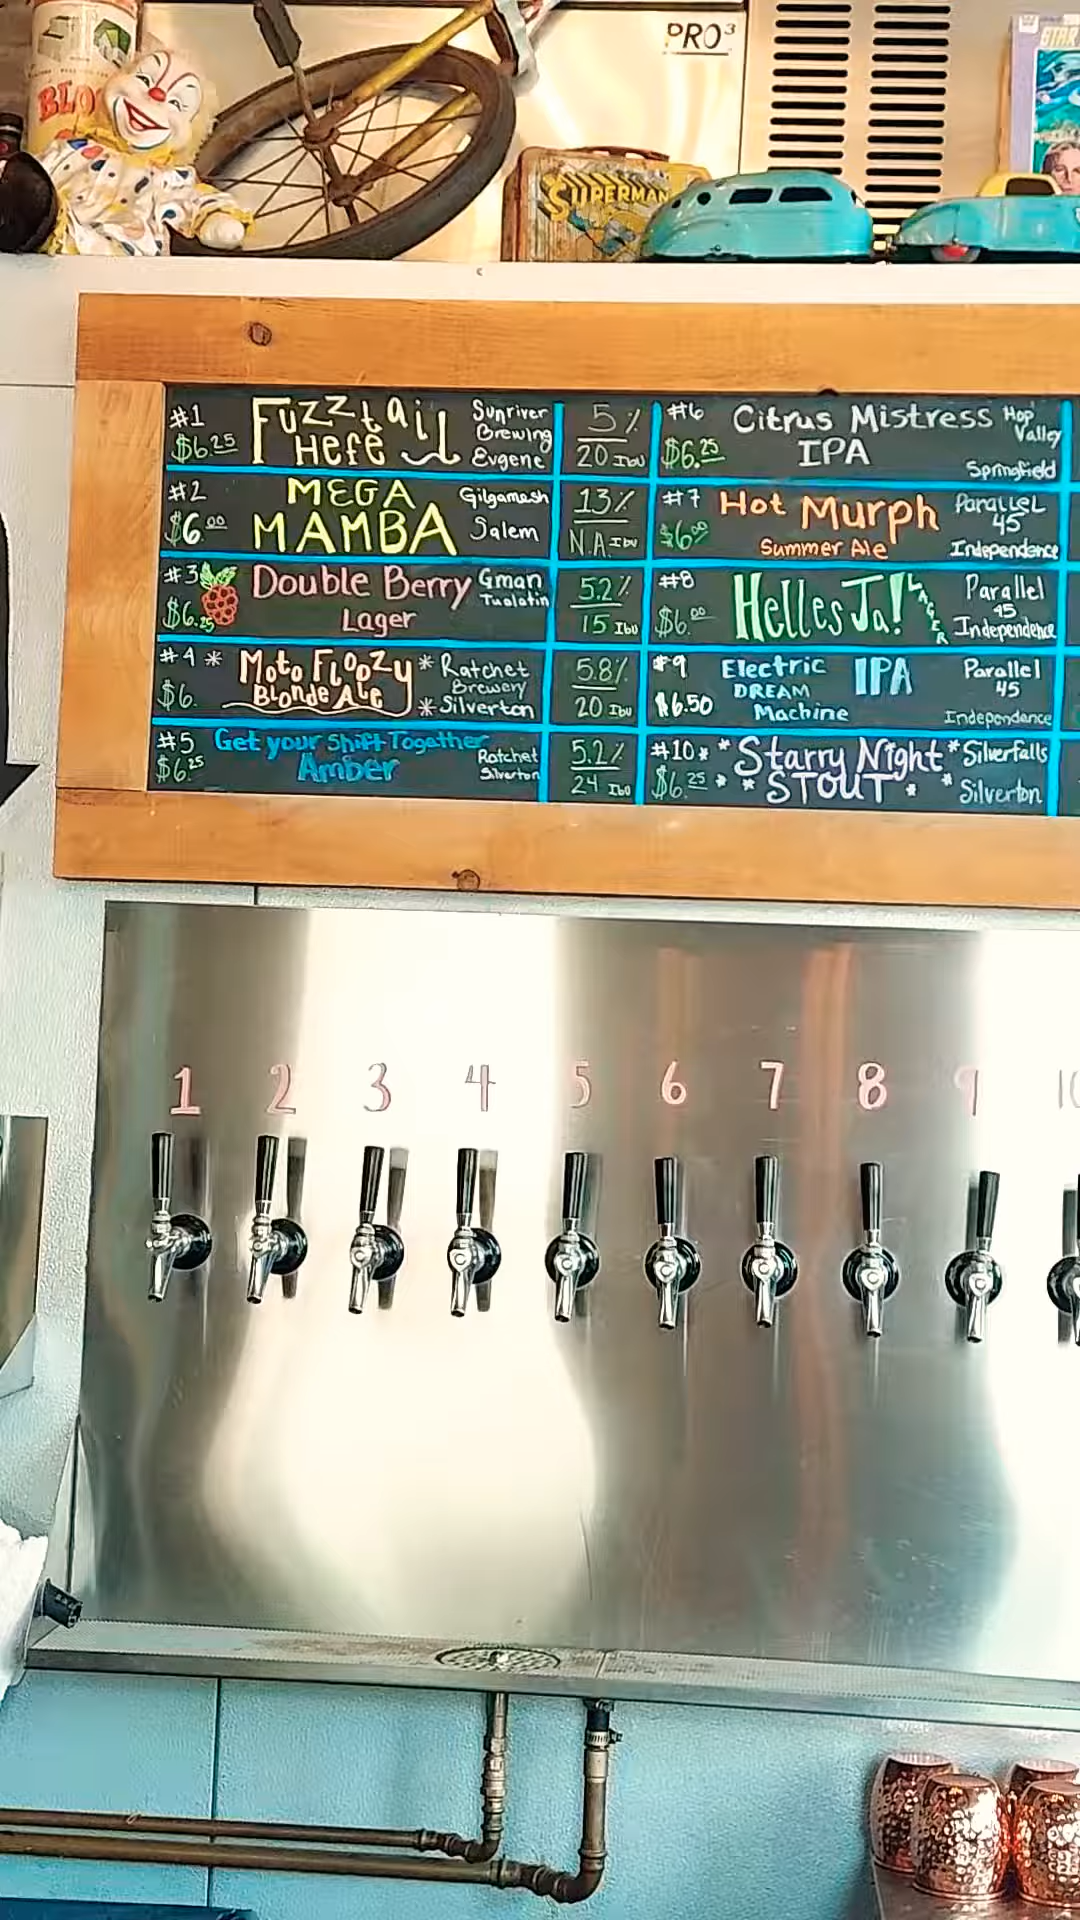 PRO³
BLO
SUPERMAN
STAR
#1
$6.25
Fuzztail
Hefe
Sunriver
Brewing
Eugene
5%
20 Ibu
#2
$6.00
MEGA
MAMBA
Gilgamesh
Salem
13%
N.A. Ibu
#3
$6.25
Double Berry
Lager
Gman
Tualatin
5.2%
15 Ibu
#4 *
$6.
Moto Floozy
Blonde Ale
* Ratchet
Brewery
* Silverton
5.8%
20 Ibu
#5
$6.25
Get your Shift Together
Amber
Ratchet
Silverton
5.2%
24 Ibu
#6
$6.25
Citrus Mistress
IPA
Hop
Valley
Springfield
#7
$6.00
Hot Murph
Summer Ale
Parallel
45
Independence
#8
$6.00
Helles Ja!
LAGER
Parallel
45
Independence
#9
$6.50
Electric
DREAM
Machine
IPA
Parallel
45
Independence
#10 *
$6.25 *
* Starry Night *
* STOUT * *
Silverfalls
Silverton
1 2 3 4 5 6 7 8 9 10